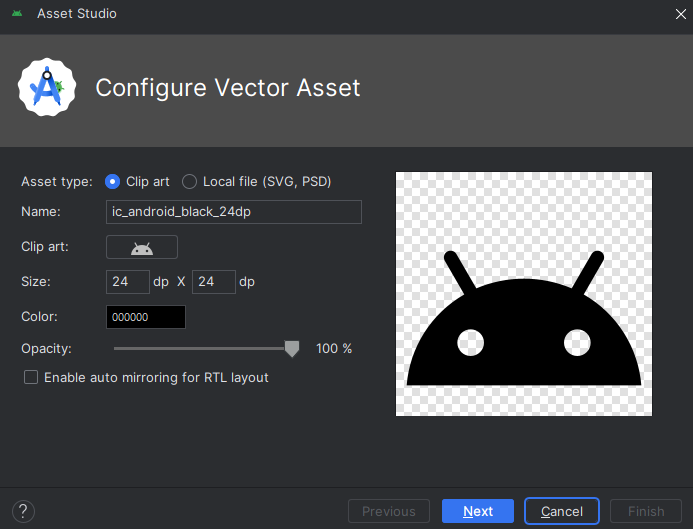 Asset Studio
Configure Vector Asset
Asset type: Clip art Local file (SVG, PSD)
Name: ic_android_black_24dp
Clip art:
Size: 24 dp X 24 dp
Color: 000000
Opacity: 100 %
Enable auto mirroring for RTL layout
? Previous Next Cancel Finish